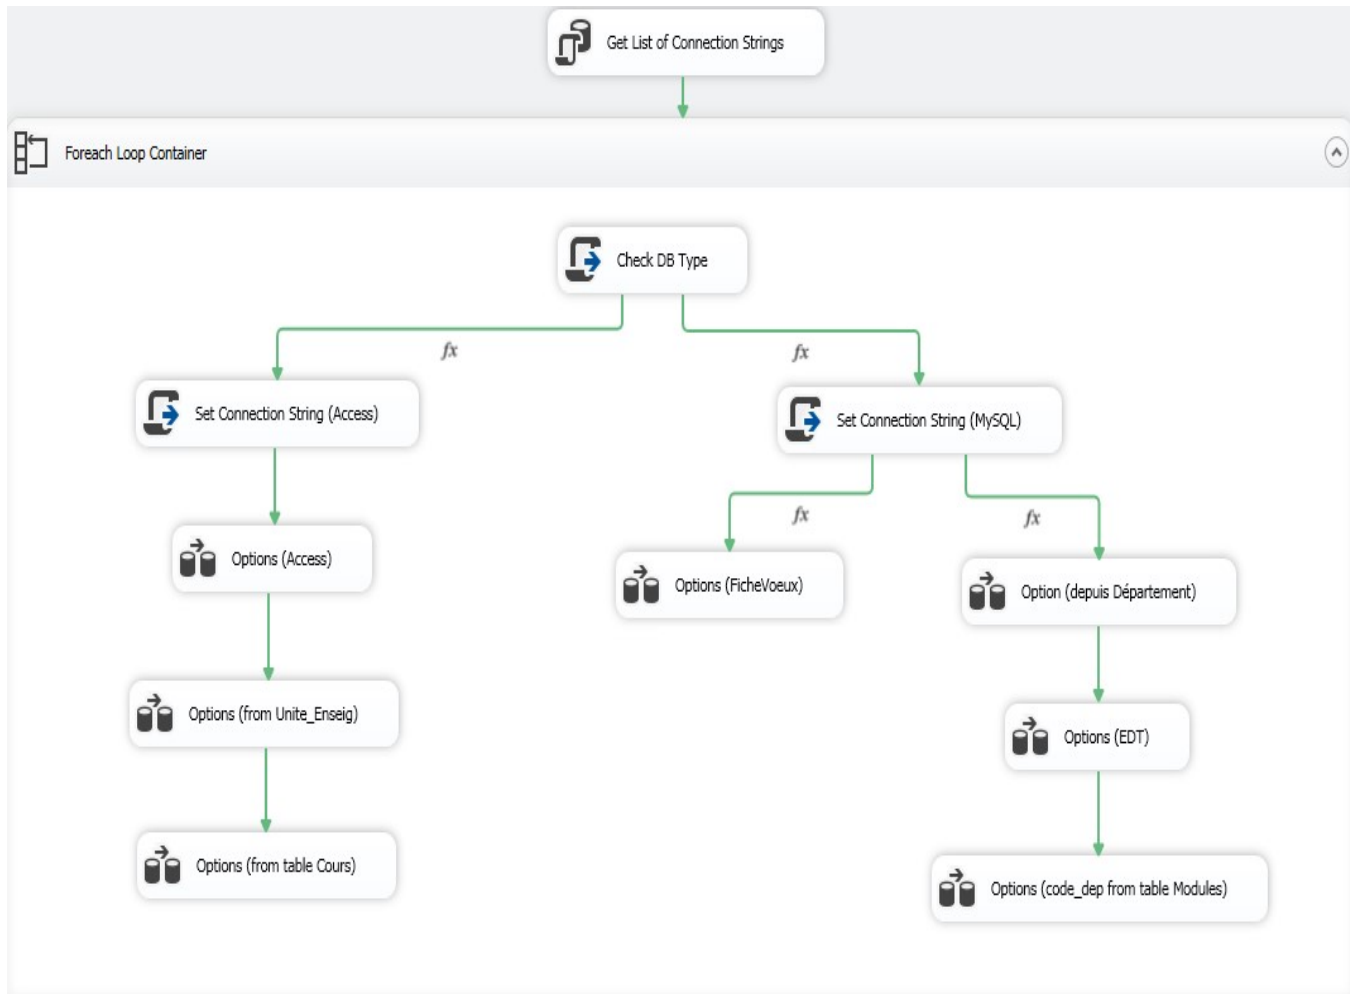 Get List of Connection Strings
Foreach Loop Container
Check DB Type
fx
fx
Set Connection String (Access)
Set Connection String (MySQL)
fx
fx
Options (Access)
Options (FicheVoeux)
Option (depuis Département)
Options (from Unite_Enseig)
Options (EDT)
Options (from table Cours)
Options (code_dep from table Modules)